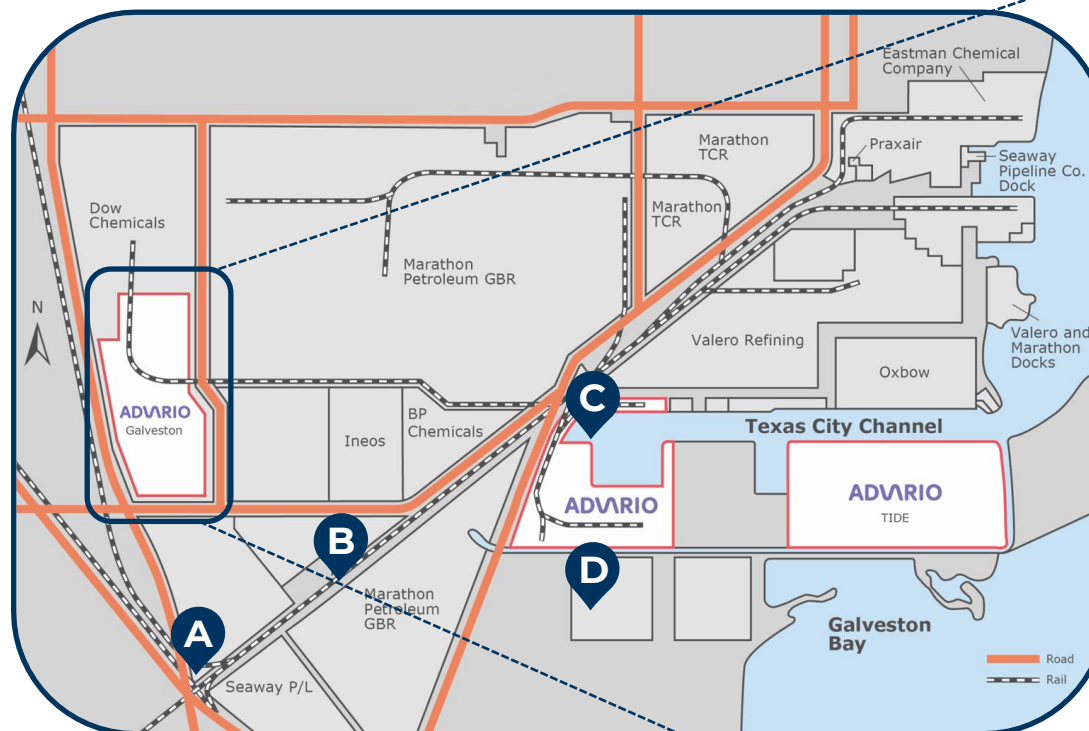 Eastman Chemical
Company
Marathon
TCR
Praxair
Seaway
Pipeline Co.
Dock
Dow
Chemicals
Marathon
TCR
Marathon
Petroleum GBR
N
Valero Refining
Valero and
Marathon
Docks
Oxbow
C
ADVARIO
Galveston
BP
Chemicals
Ineos
Texas City Channel
ADVARIO
ADVARIO
TIDE
B
D
Marathon
Petroleum
GBR
A
Galveston
Bay
Road
Rail
Seaway P/L